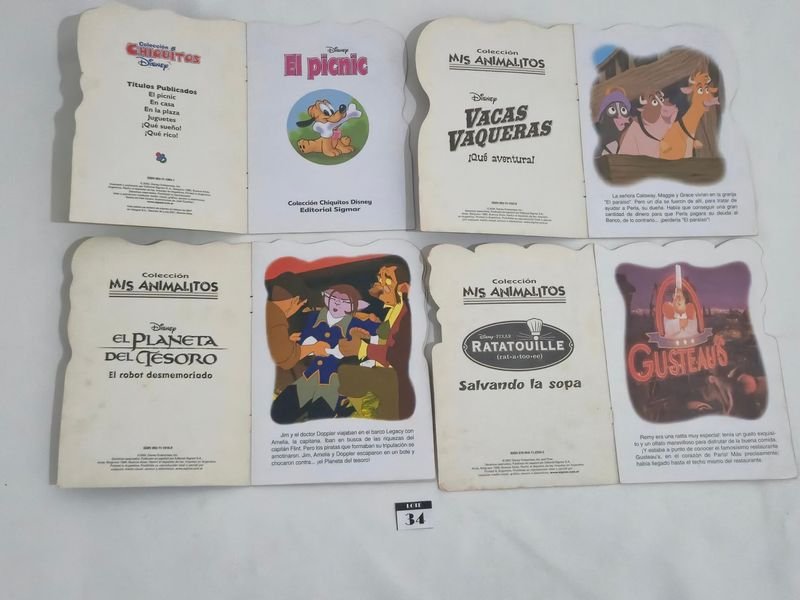 Colección
CHIQUITOS
Disney
Títulos Publicados
El picnic
En casa
En la plaza
Juguetes
¡Qué sueño!
¡Qué rico!
Disney
El picnic
Colección Chiquitos Disney
Editorial Sigmar
Colección
MIS ANIMALITOS
Disney
VACAS
VAQUERAS
¡Qué aventura!
La señora Caloway, Maggie y Grace vivían en la granja
"El paraíso". Pero un día se fueron de allí, para tratar de
ayudar a Perla, su dueña. Había que conseguir una gran
cantidad de dinero para que Perla pagara su deuda al
Banco, de lo contrario... ¡perdería "El paraíso"!
Colección
MIS ANIMALITOS
Disney
EL PLANETA
DEL TESORO
El robot desmemoriado
Jim y el doctor Doppler viajaban en el barco Legacy con
Amelia, la capitana. Iban en busca de las riquezas del
capitán Flint. Pero los piratas que formaban su tripulación se
amotinaron. Jim, Amelia y Doppler escaparon en un bote y
chocaron contra... ¡el Planeta del tesoro!
Colección
MIS ANIMALITOS
Disney • PIXAR
RATATOUILLE
(rat-a-too-ee)
Salvando la sopa
GUSTEAU'S
Remy era una ratita muy especial: tenía un gusto exquisi-
to y un olfato maravilloso para disfrutar de la buena comida.
¡Y estaba a punto de conocer el famosísimo restaurante
Gusteau's, en el corazón de París! Más precisamente:
había llegado hasta el techo mismo del restaurante.
LOTE
34